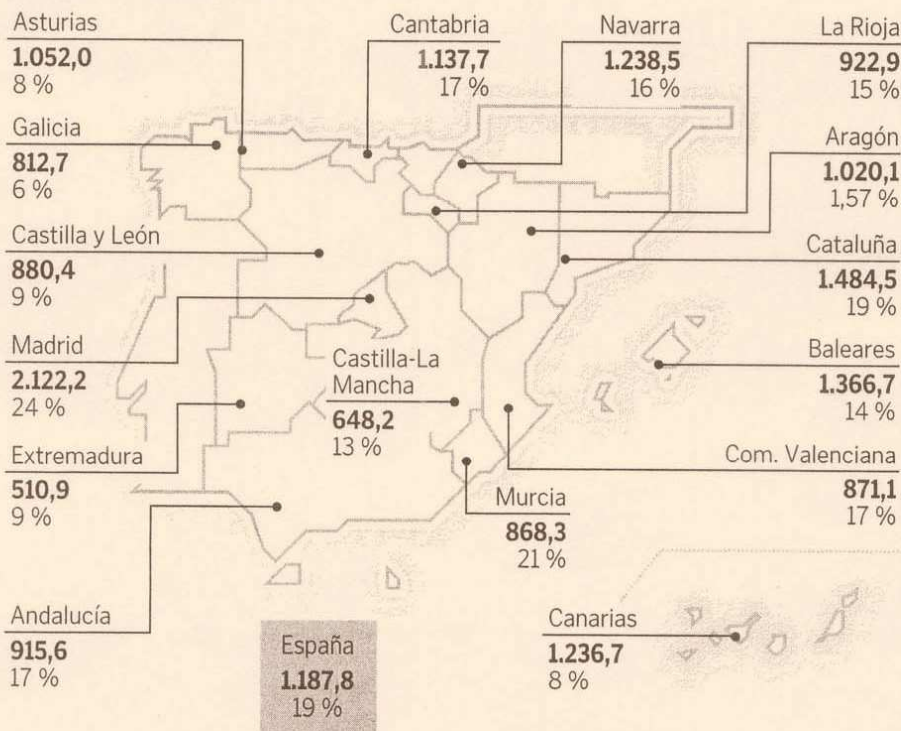 Asturias
1.052,0
8 %
Cantabria
1.137,7
17 %
Navarra
1.238,5
16 %
La Rioja
922,9
15 %
Galicia
812,7
6 %
Aragón
1.020,1
1,57 %
Castilla y León
880,4
9 %
Cataluña
1.484,5
19 %
Madrid
2.122,2
24 %
Castilla-La
Mancha
648,2
13 %
Baleares
1.366,7
14 %
Extremadura
510,9
9 %
Murcia
868,3
21 %
Com. Valenciana
871,1
17 %
Andalucía
915,6
17 %
España
1.187,8
19 %
Canarias
1.236,7
8 %